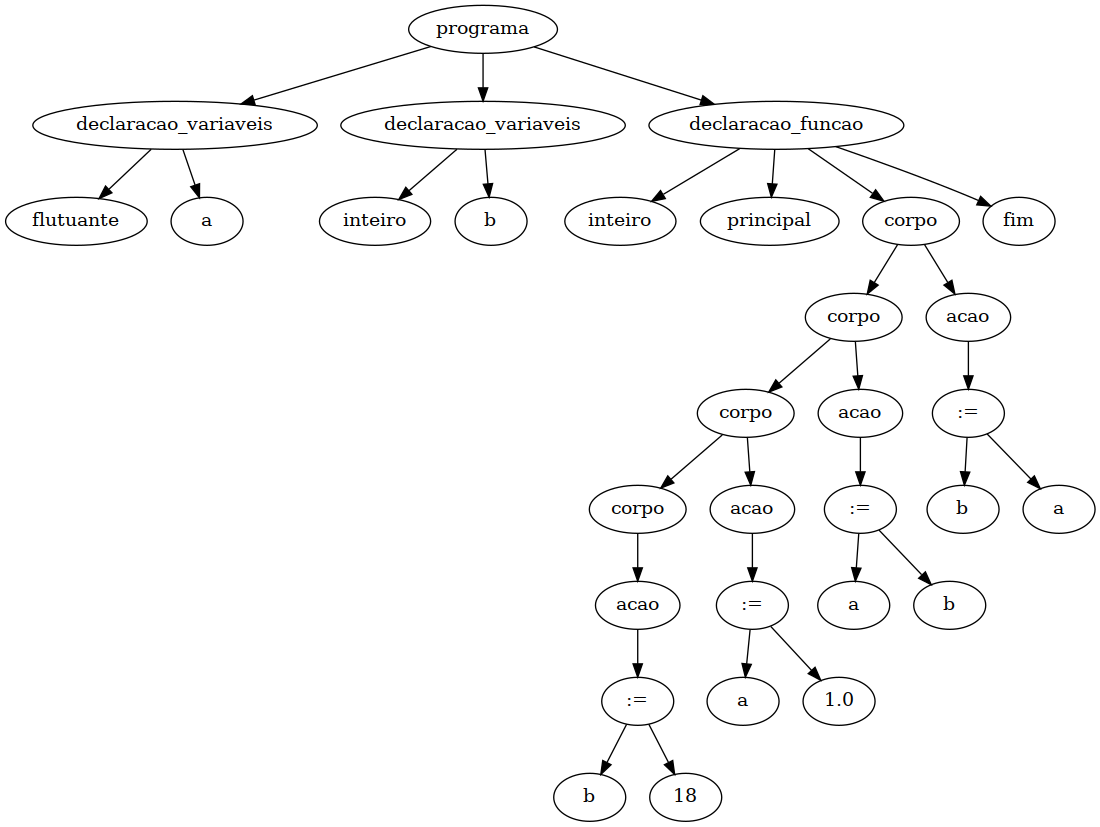 programa
declaracao_variaveis declaracao_variaveis declaracao_funcao
flutuante a inteiro b inteiro principal corpo fim
corpo acao
corpo acao :=
corpo acao := b a
acao := a b
:= a 1.0
b 18